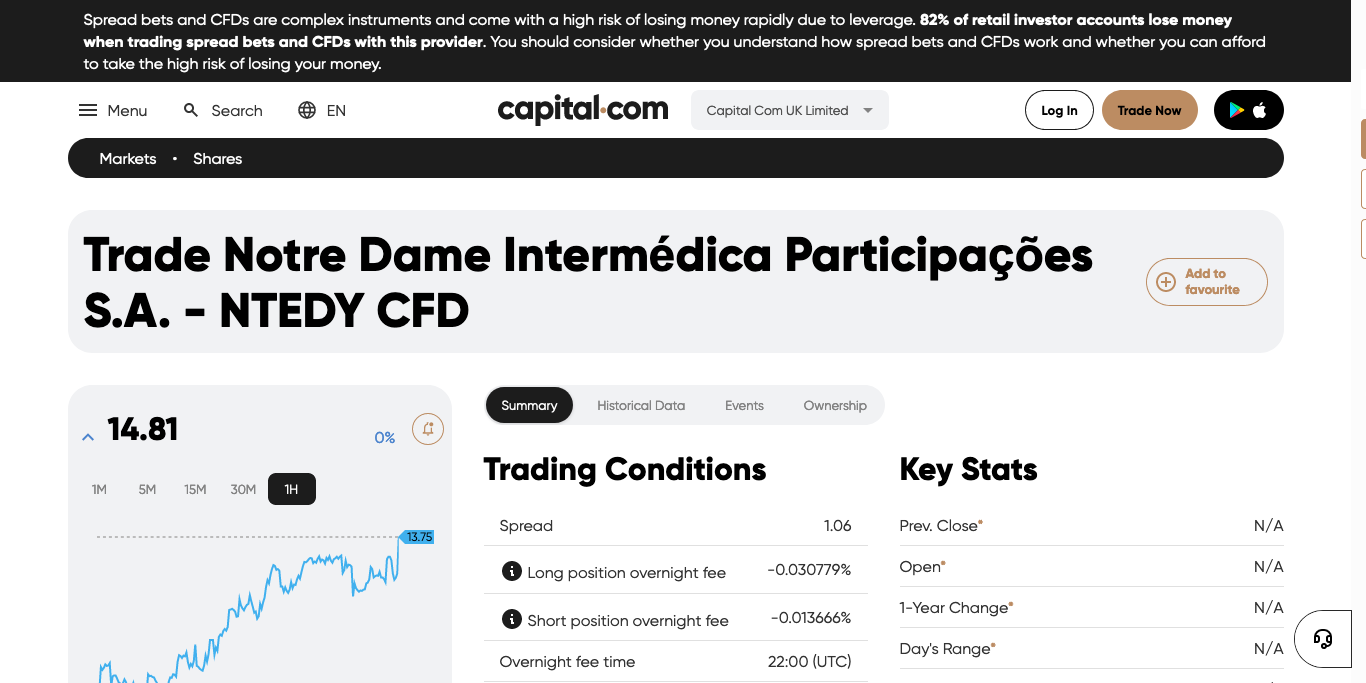 Spread bets and CFDs are complex instruments and come with a high risk of losing money rapidly due to leverage. 82% of retail investor accounts lose money
when trading spread bets and CFDs with this provider. You should consider whether you understand how spread bets and CFDs work and whether you can afford
to take the high risk of losing your money.
Menu
Search
EN
capital.com
Capital Com UK Limited
Log In
Trade Now
Markets • Shares
Trade Notre Dame Intermédica Participações
S.A. - NTEDY CFD
Add to
favourite
14.81
0%
1M
5M
15M
30M
1H
13.75
Summary
Historical Data
Events
Ownership
Trading Conditions
Spread 1.06
Long position overnight fee -0.030779%
Short position overnight fee -0.013666%
Overnight fee time 22:00 (UTC)
Key Stats
Prev. Close* N/A
Open* N/A
1-Year Change* N/A
Day's Range* N/A